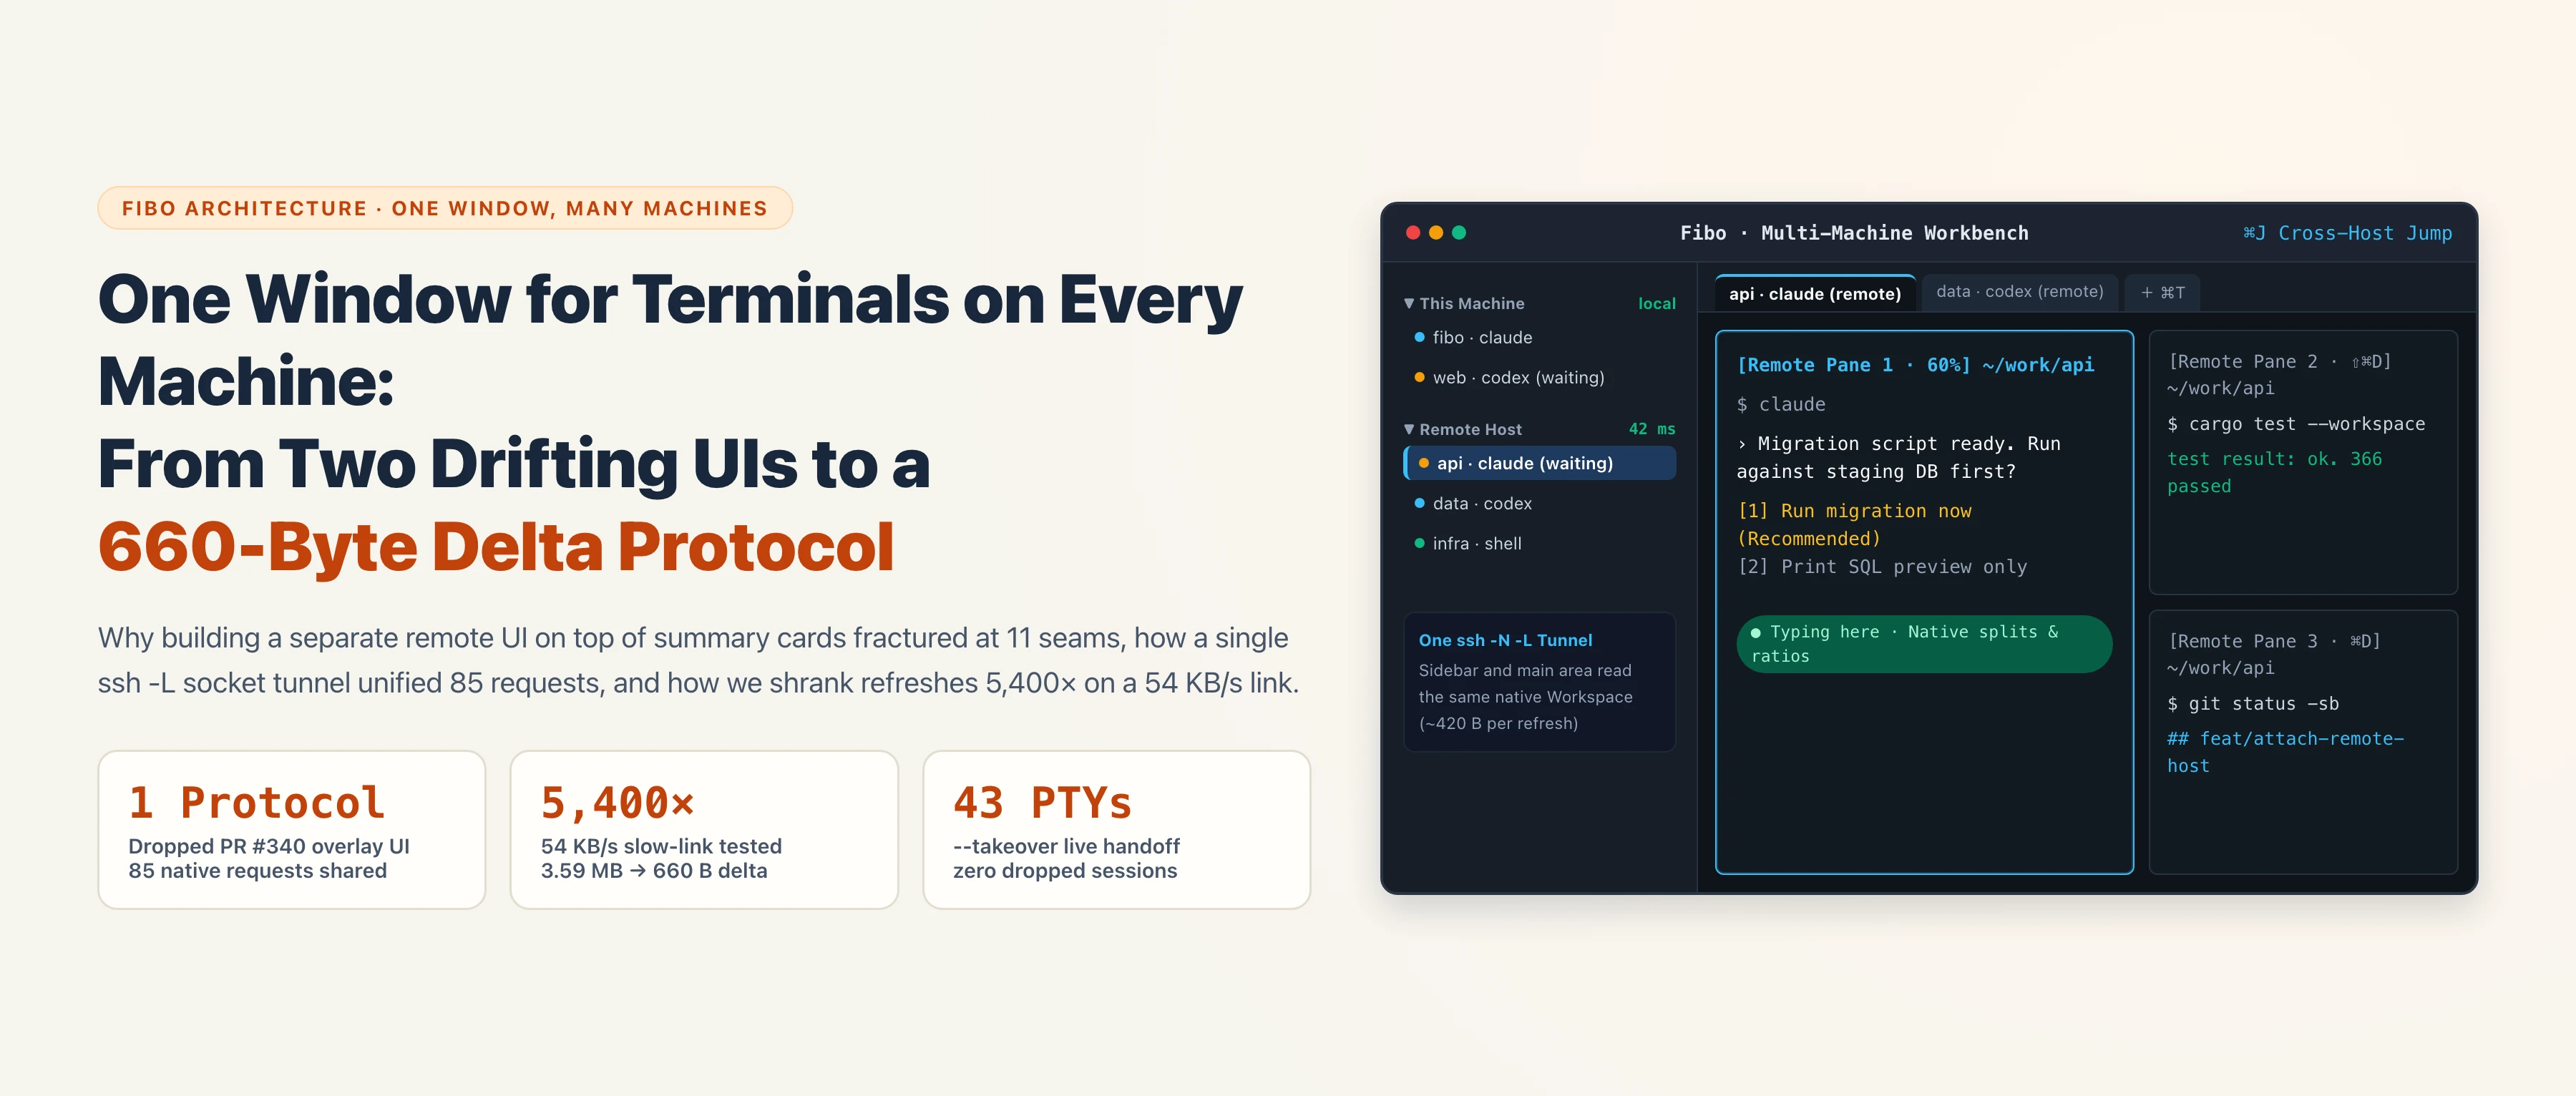 FIBO ARCHITECTURE · ONE WINDOW, MANY MACHINES
One Window for Terminals on Every
Machine:
From Two Drifting UIs to a
660-Byte Delta Protocol
Why building a separate remote UI on top of summary cards fractured at 11 seams, how a single
ssh -L socket tunnel unified 85 requests, and how we shrank refreshes 5,400× on a 54 KB/s link.
1 Protocol
Dropped PR #340 overlay UI
85 native requests shared
5,400×
54 KB/s slow-link tested
3.59 MB → 660 B delta
43 PTYs
--takeover live handoff
zero dropped sessions
Fibo · Multi-Machine Workbench
⌘J Cross-Host Jump
▼ This Machine local
fibo · claude
web · codex (waiting)
▼ Remote Host 42 ms
api · claude (waiting)
data · codex
infra · shell
One ssh -N -L Tunnel
Sidebar and main area read
the same native Workspace
(~420 B per refresh)
api · claude (remote)
data · codex (remote)
+ ⌘T
[Remote Pane 1 · 60%] ~/work/api
$ claude
› Migration script ready. Run
against staging DB first?
[1] Run migration now
(Recommended)
[2] Print SQL preview only
● Typing here · Native splits &
ratios
[Remote Pane 2 · ⇧⌘D]
~/work/api
$ cargo test --workspace
test result: ok. 366
passed
[Remote Pane 3 · ⌘D]
~/work/api
$ git status -sb
## feat/attach-remote-
host